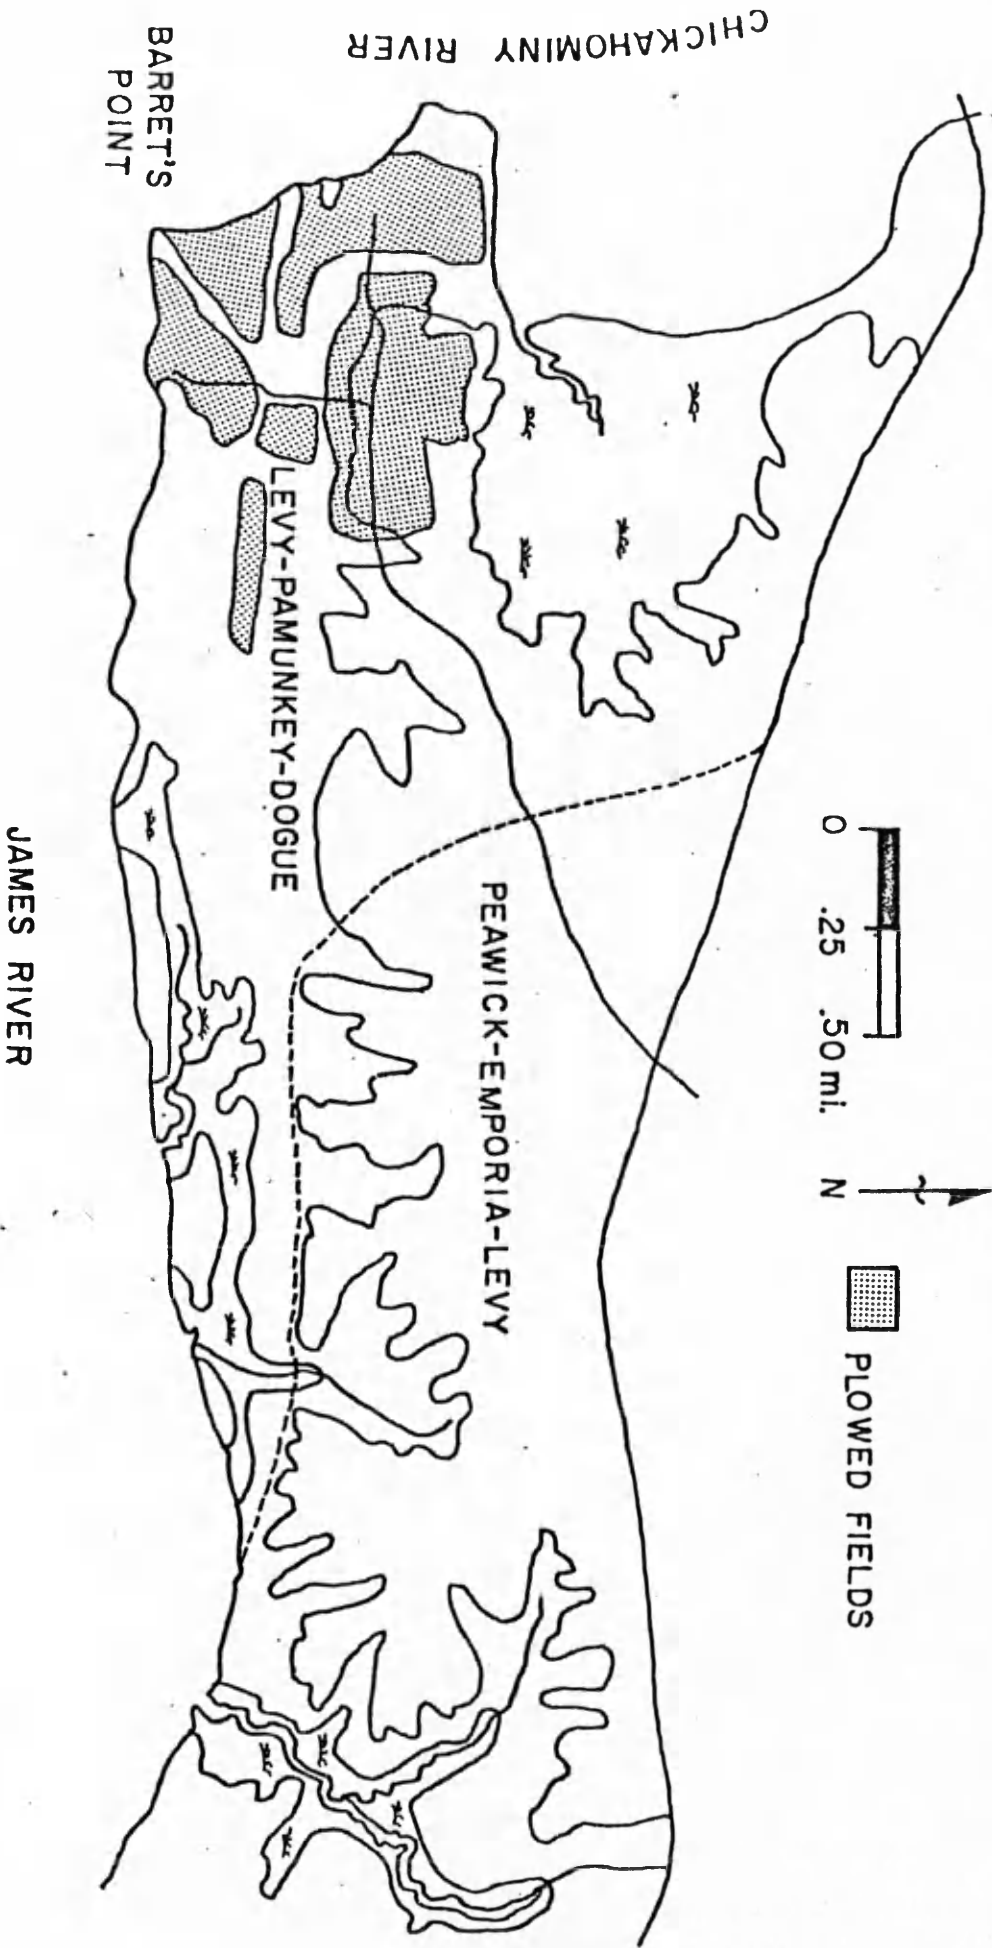 CHICKAHOMINY RIVER
BARRET'S
POINT
LEVY-PAMUNKEY-DOGUE
PEAWICK-EMPORIA-LEVY
JAMES RIVER
0 .25 .50 mi.
N
PLOWED FIELDS